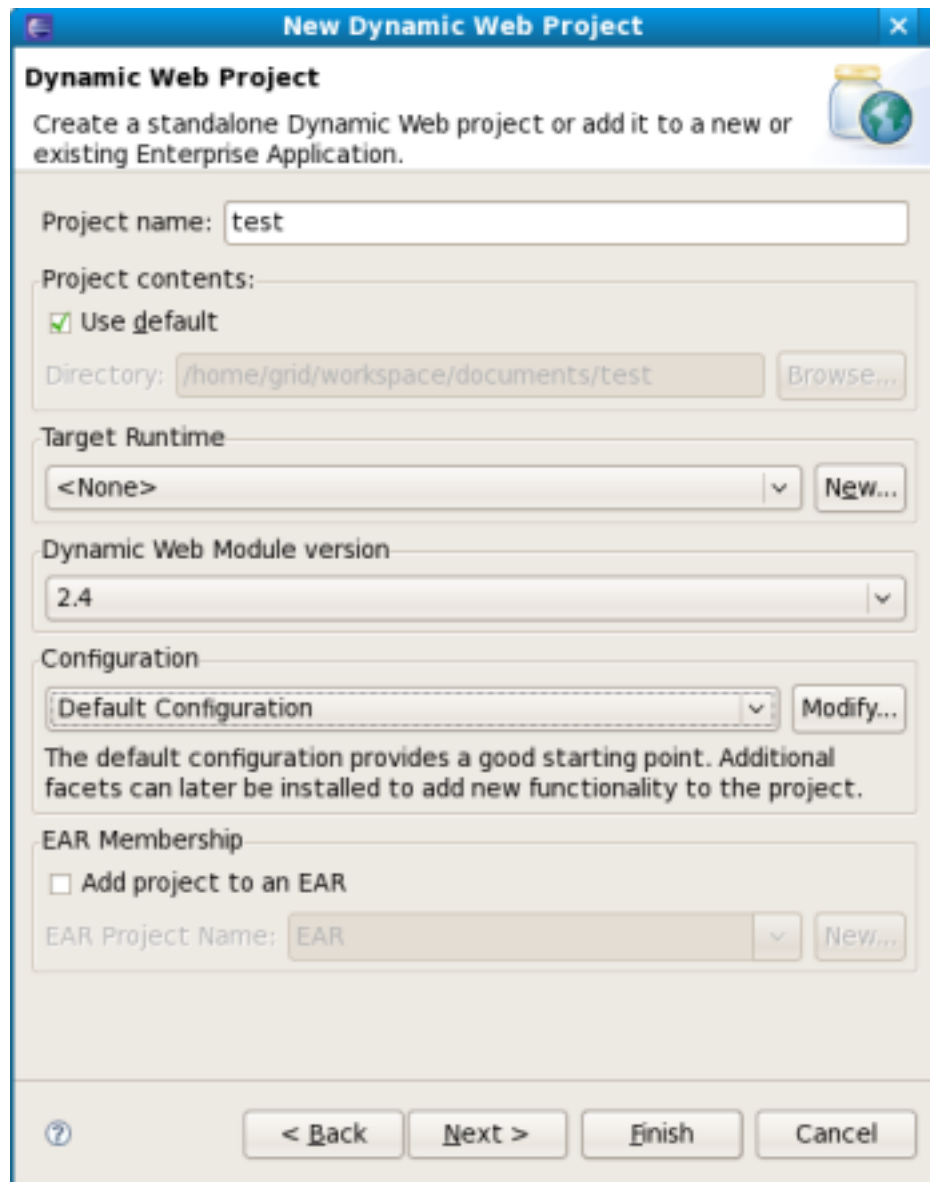 New Dynamic Web Project
Dynamic Web Project
Create a standalone Dynamic Web project or add it to a new or
existing Enterprise Application.
Project name: test
Project contents:
Use default
Directory: /home/grid/workspace/documents/test Browse...
Target Runtime
<None> New...
Dynamic Web Module version
2.4
Configuration
Default Configuration Modify...
The default configuration provides a good starting point. Additional
facets can later be installed to add new functionality to the project.
EAR Membership
Add project to an EAR
EAR Project Name: EAR New...
? < Back Next > Finish Cancel